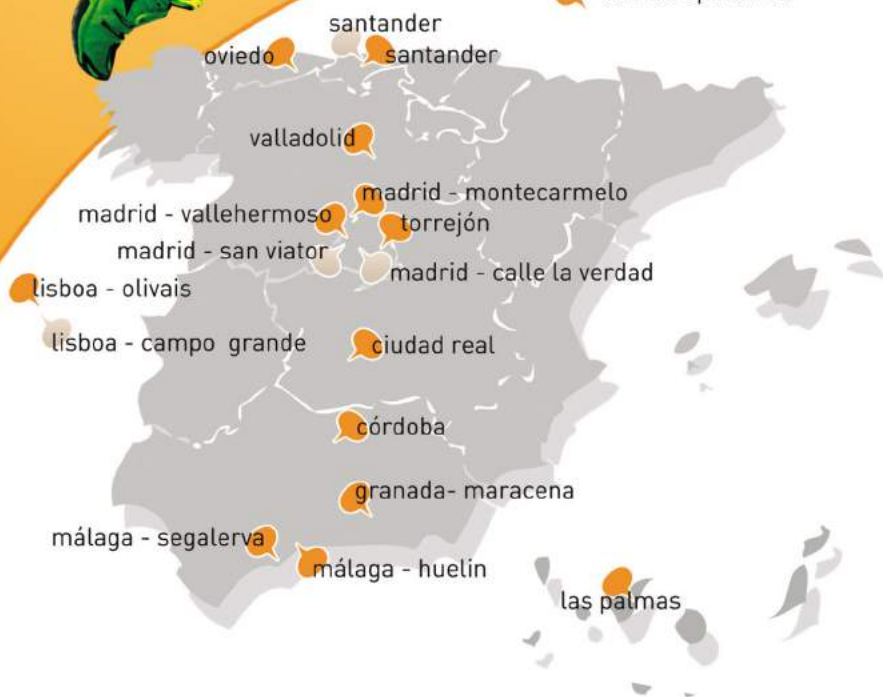 santander
oviedo
santander
valladolid
madrid - montecarmelo
madrid - vallehermoso
torrejón
madrid - san viator
madrid - calle la verdad
lisboa - olivais
lisboa - campo grande
ciudad real
córdoba
granada- maracena
málaga - segalerva
málaga - huelin
las palmas